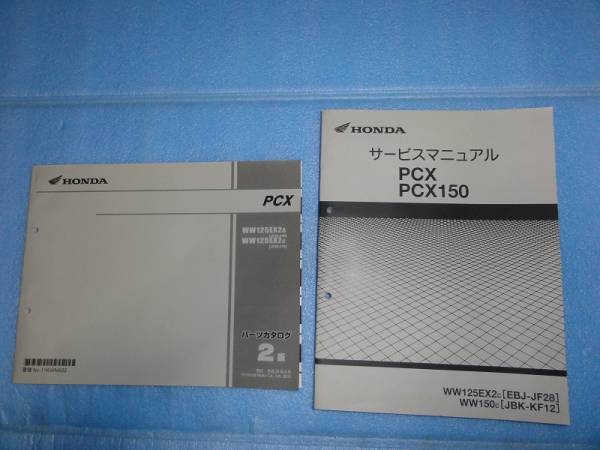 HONDA
PCX
WW125EX2A
WW125EX2C
パーツカタログ
2版
HONDA
サービスマニュアル
PCX
PCX150
WW125EX2C[EBJ-JF28]
WW150C[JBK-KF12]